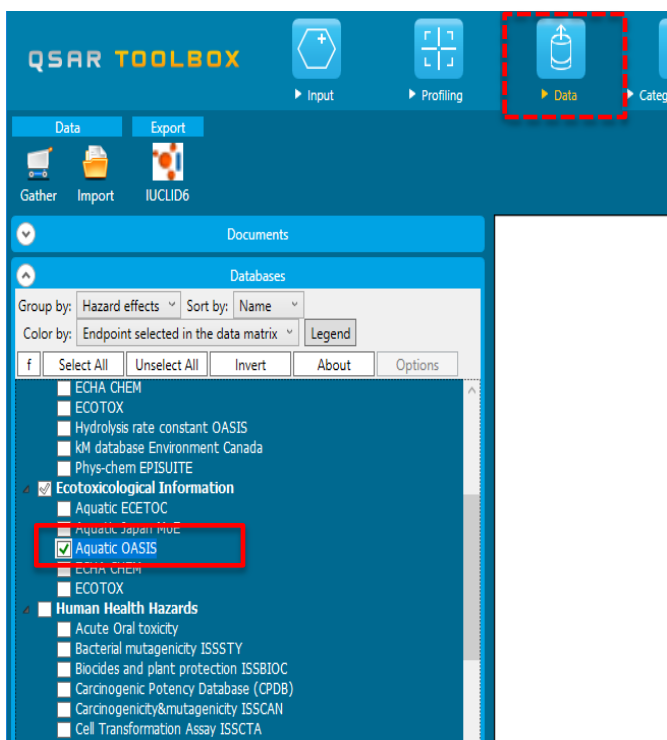 QSAR TOOLBOX
Input
Profiling
Data
Categ
Data
Export
Gather
Import
IUCLID6
Documents
Databases
Group by: Hazard effects Sort by: Name
Color by: Endpoint selected in the data matrix Legend
f Select All Unselect All Invert About Options
ECHA CHEM
ECOTOX
Hydrolysis rate constant OASIS
kM database Environment Canada
Phys-chem EPISUITE
Ecotoxicological Information
Aquatic ECETOC
Aquatic Japan MoE
Aquatic OASIS
ECHA CHEM
ECOTOX
Human Health Hazards
Acute Oral toxicity
Bacterial mutagenicity ISSSTY
Biocides and plant protection ISSBIOC
Carcinogenic Potency Database (CPDB)
Carcinogenicity&mutagenicity ISSCAN
Cell Transformation Assay ISSCTA